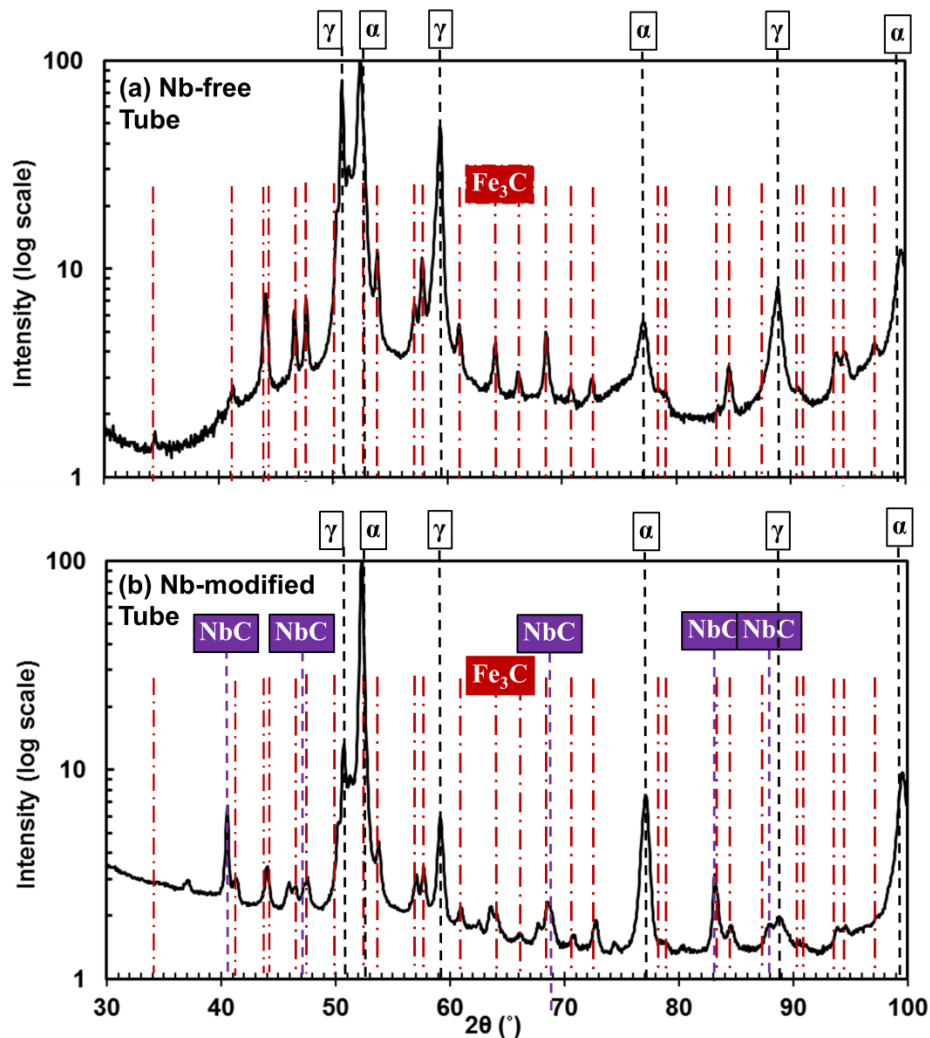 γ α γ α γ α
100
(a) Nb-free
Tube
Fe₃C
10
1
Intensity (log scale)
γ α γ α γ α
100
(b) Nb-modified
Tube
NbC NbC NbC NbC NbC
Fe₃C
10
1
Intensity (log scale)
30 40 50 60 70 80 90 100
2θ (°)